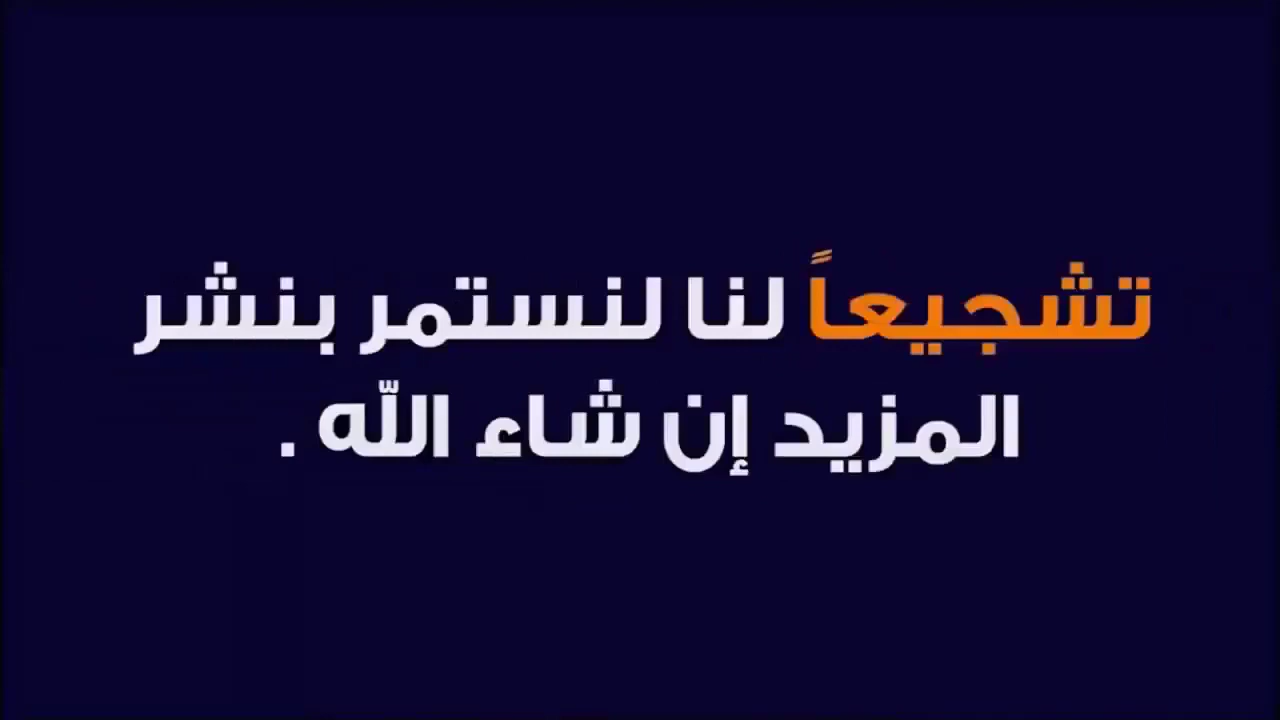 تشجيعاً لنا لنستمر بنشر
المزيد إن شاء اللّه .